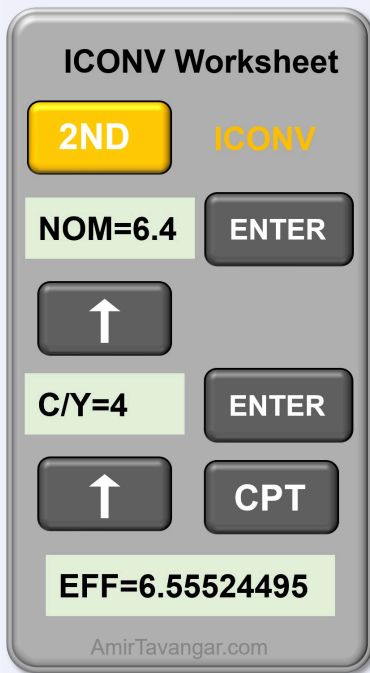 ICONV Worksheet
2ND ICONV
NOM=6.4 ENTER
↑
C/Y=4 ENTER
↑ CPT
EFF=6.55524495
AmirTavangar.com